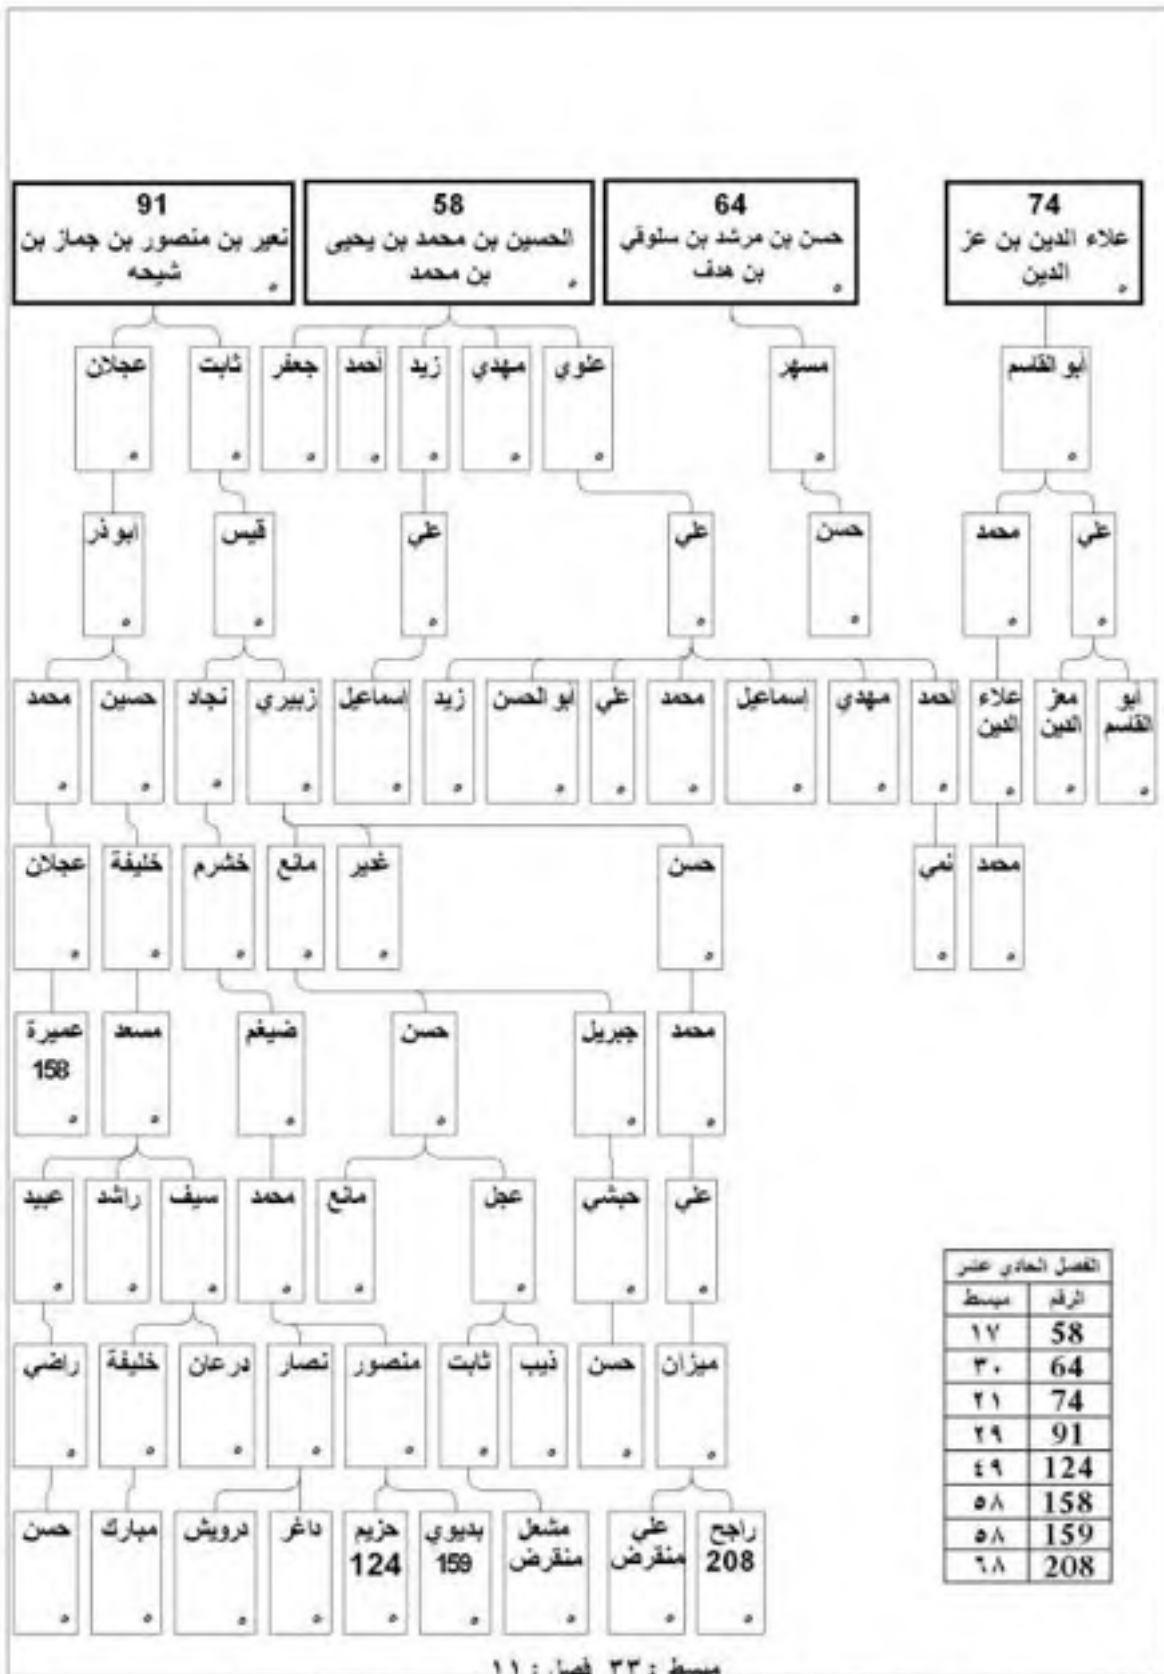 74
علاء الدين بن عز
الدين
64
حسن بن مرشد بن سلوقي
بن هدف
58
الحسين بن محمد بن يحيى
بن محمد
91
نعير بن منصور بن جماز بن
شيحه
أبو القاسم
مسهر
علوي
مهدي
زيد
أحمد
جعفر
ثابت
عجلان
علي
محمد
حسن
علي
علي
قيس
ابو ذر
أبو
القاسم
معز
الدين
علاء
الدين
أحمد
مهدي
إسماعيل
محمد
علي
أبو الحسن
زيد
إسماعيل
زبيري
نجاد
حسين
محمد
محمد
نمي
حسن
غدير
مانع
خشرم
خليفة
عجلان
محمد
جبريل
حسن
ضيغم
مسعد
عميرة
158
علي
حبشي
عجل
مانع
محمد
سيف
راشد
عبيد
ميزان
حسن
ذيب
ثابت
منصور
نصار
درعان
خليفة
راضي
راجح
208
علي
منقرض
مشعل
منقرض
بديوي
159
حزيم
124
داغر
درويش
مبارك
حسن
الفصل الحادي عشر
الرقم مبسط
58 ١٧
64 ٣٠
74 ٢١
91 ٢٩
124 ٤٩
158 ٥٨
159 ٥٨
208 ٦٨
مبسط : ٣٣ فصل : ١١